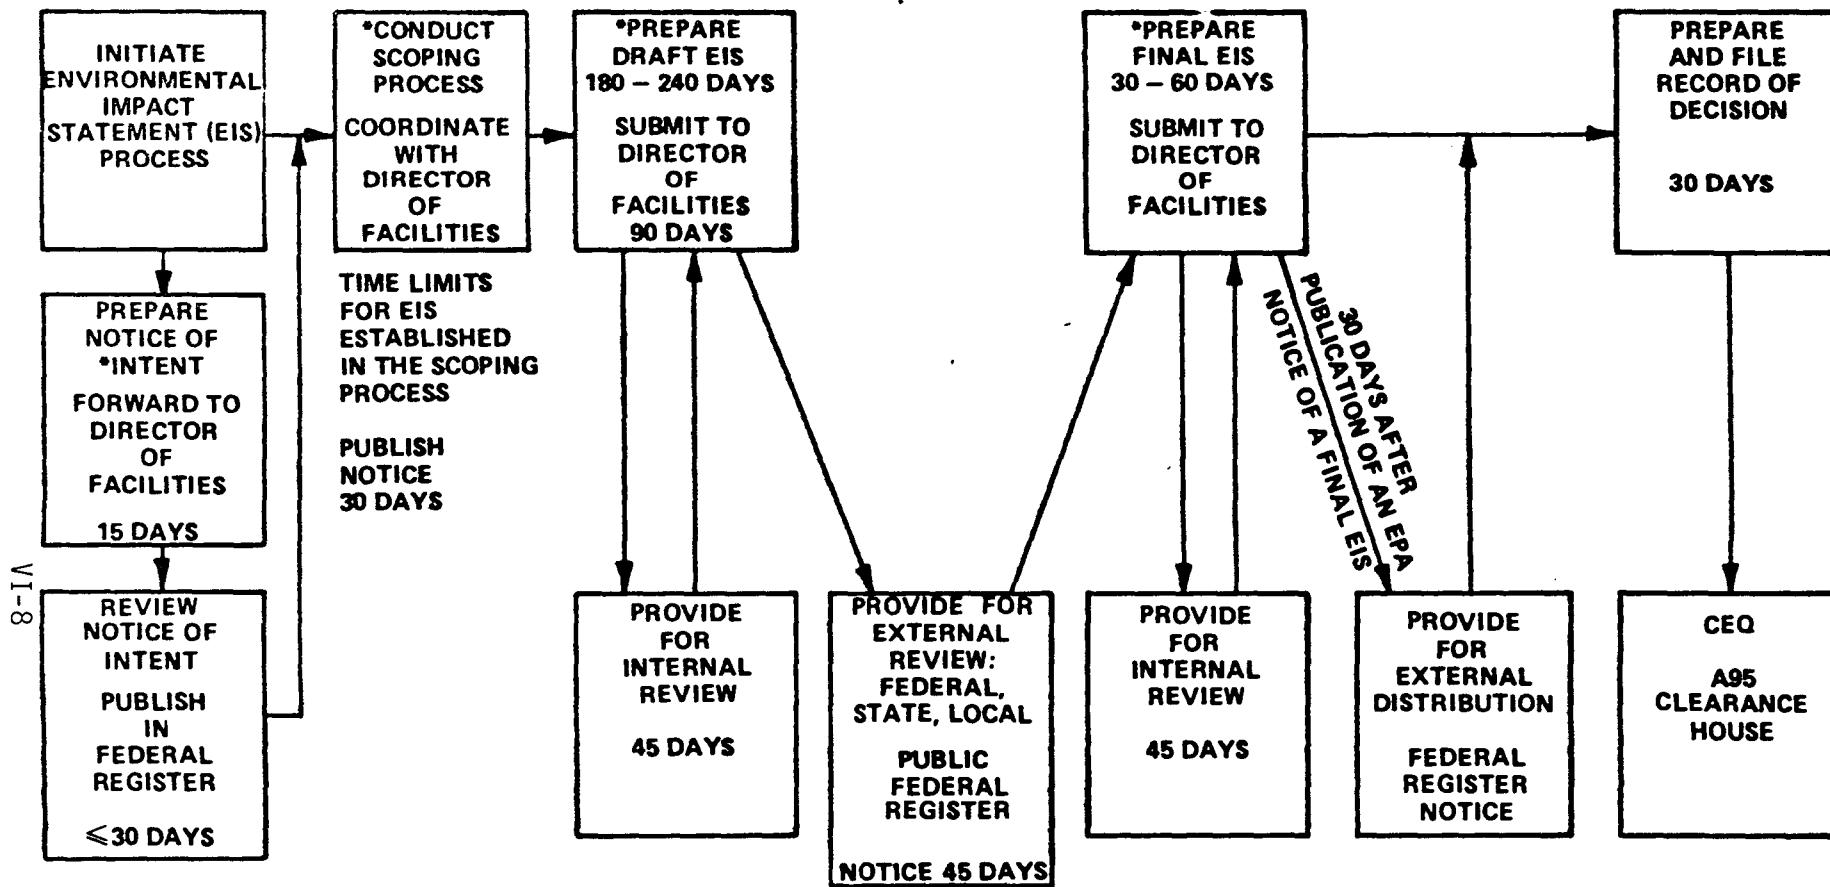 INITIATE
ENVIRONMENTAL
IMPACT
STATEMENT (EIS)
PROCESS
PREPARE
NOTICE OF
*INTENT
FORWARD TO
DIRECTOR
OF
FACILITIES
15 DAYS
REVIEW
NOTICE OF
INTENT
PUBLISH
IN
FEDERAL
REGISTER
≤30 DAYS
*CONDUCT
SCOPING
PROCESS
COORDINATE
WITH
DIRECTOR
OF
FACILITIES
TIME LIMITS
FOR EIS
ESTABLISHED
IN THE SCOPING
PROCESS
PUBLISH
NOTICE
30 DAYS
*PREPARE
DRAFT EIS
180 – 240 DAYS
SUBMIT TO
DIRECTOR
OF
FACILITIES
90 DAYS
PROVIDE
FOR
INTERNAL
REVIEW
45 DAYS
PROVIDE FOR
EXTERNAL
REVIEW:
FEDERAL,
STATE, LOCAL
PUBLIC
FEDERAL
REGISTER
NOTICE 45 DAYS
*PREPARE
FINAL EIS
30 – 60 DAYS
SUBMIT TO
DIRECTOR
OF
FACILITIES
PROVIDE
FOR
INTERNAL
REVIEW
45 DAYS
30 DAYS AFTER
PUBLICATION OF AN EPA
NOTICE OF A FINAL EIS
PROVIDE
FOR
EXTERNAL
DISTRIBUTION
FEDERAL
REGISTER
NOTICE
PREPARE
AND FILE
RECORD OF
DECISION
30 DAYS
CEQ
A95
CLEARANCE
HOUSE
VI-8